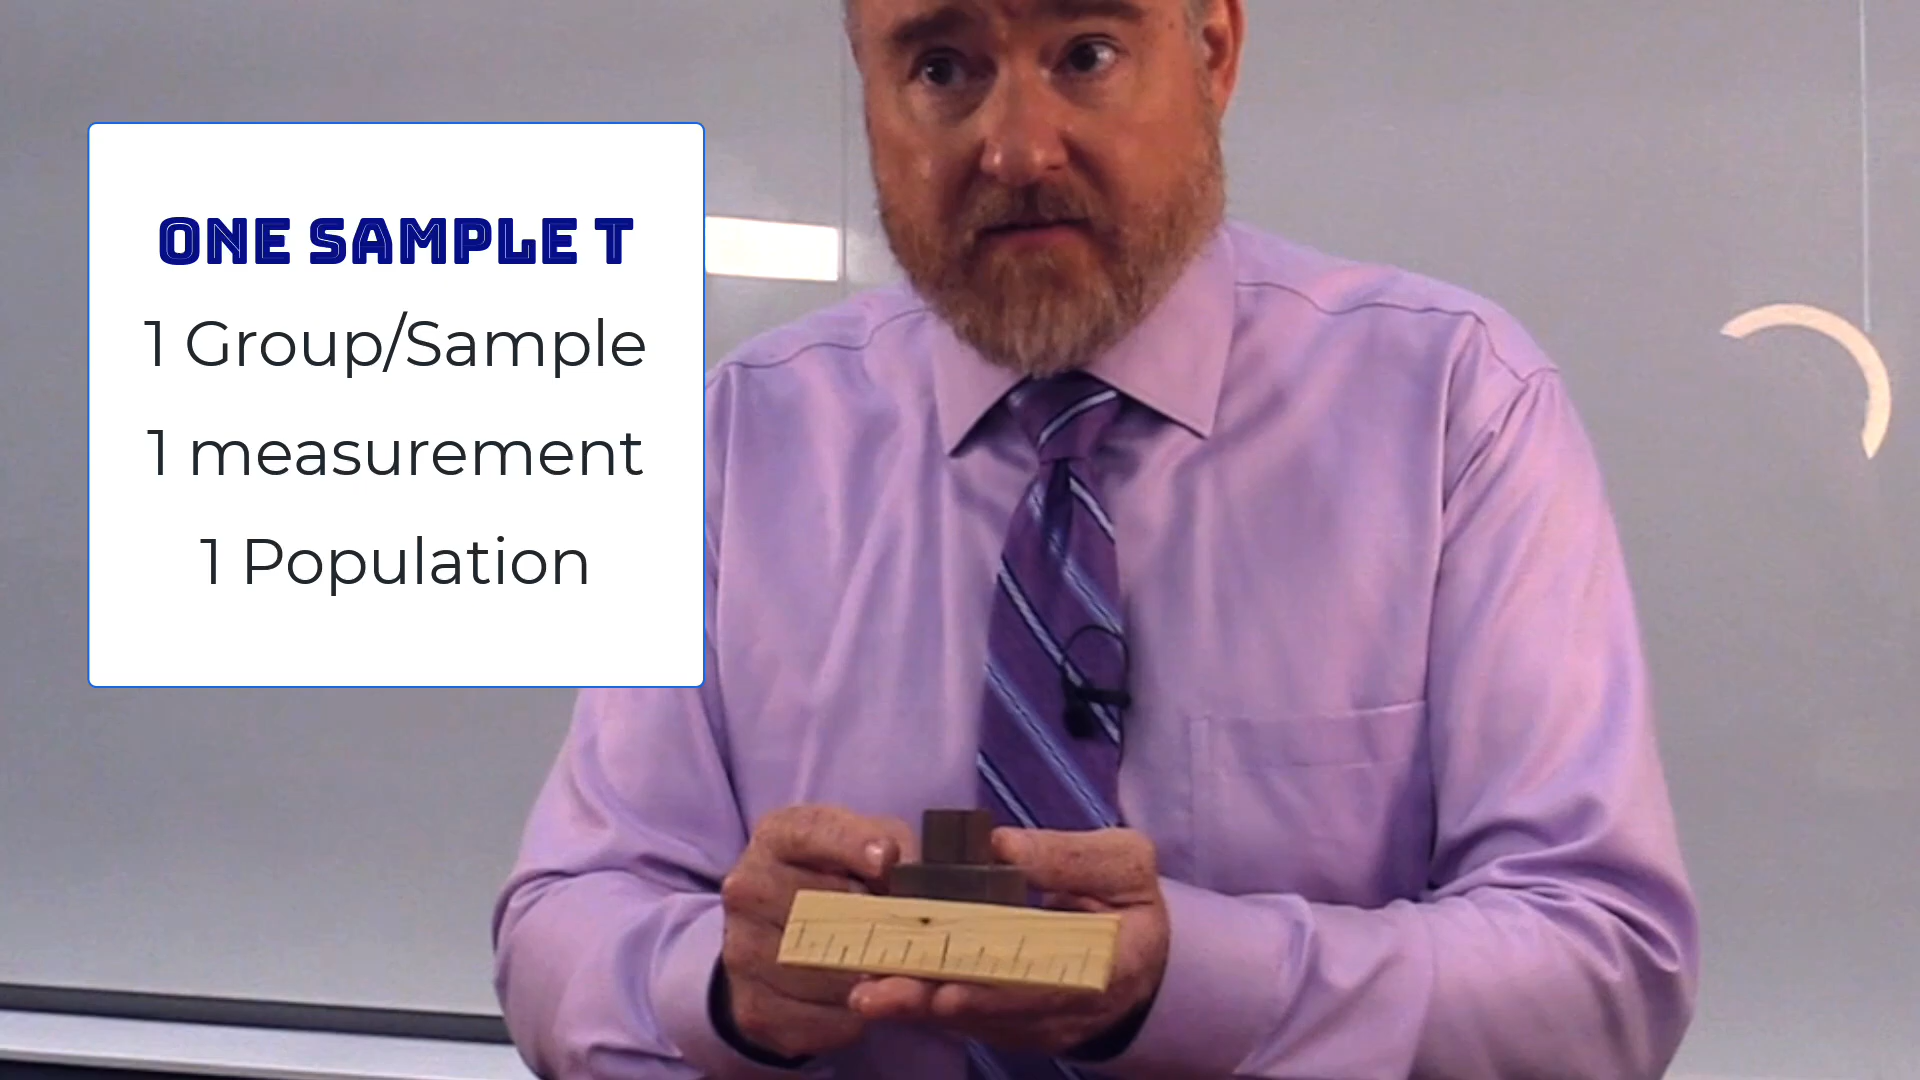 ONE SAMPLE T
1 Group/Sample
1 measurement
1 Population